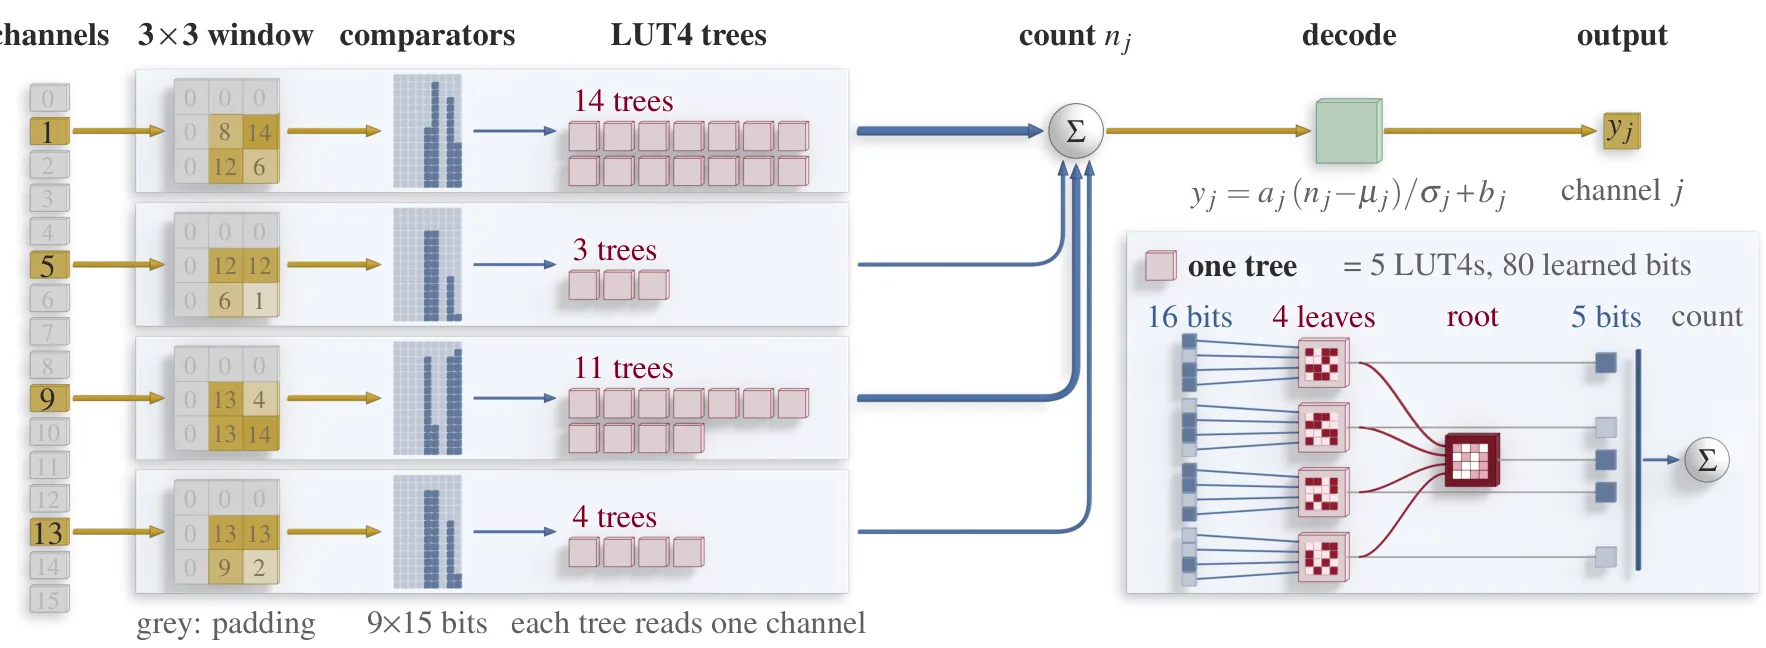 channels 3×3 window comparators LUT4 trees count nj decode output
0
1
2
3
4
5
6
7
8
9
10
11
12
13
14
15
0 0 0
0 8 14
0 12 6
14 trees
0 0 0
0 12 12
0 6 1
3 trees
0 0 0
0 13 4
0 13 14
11 trees
0 0 0
0 13 13
0 9 2
4 trees
grey: padding 9×15 bits each tree reads one channel
Σ
yj
yj = aj (nj−μj)/σj+bj
channel j
one tree = 5 LUT4s, 80 learned bits
16 bits 4 leaves root 5 bits count
Σ